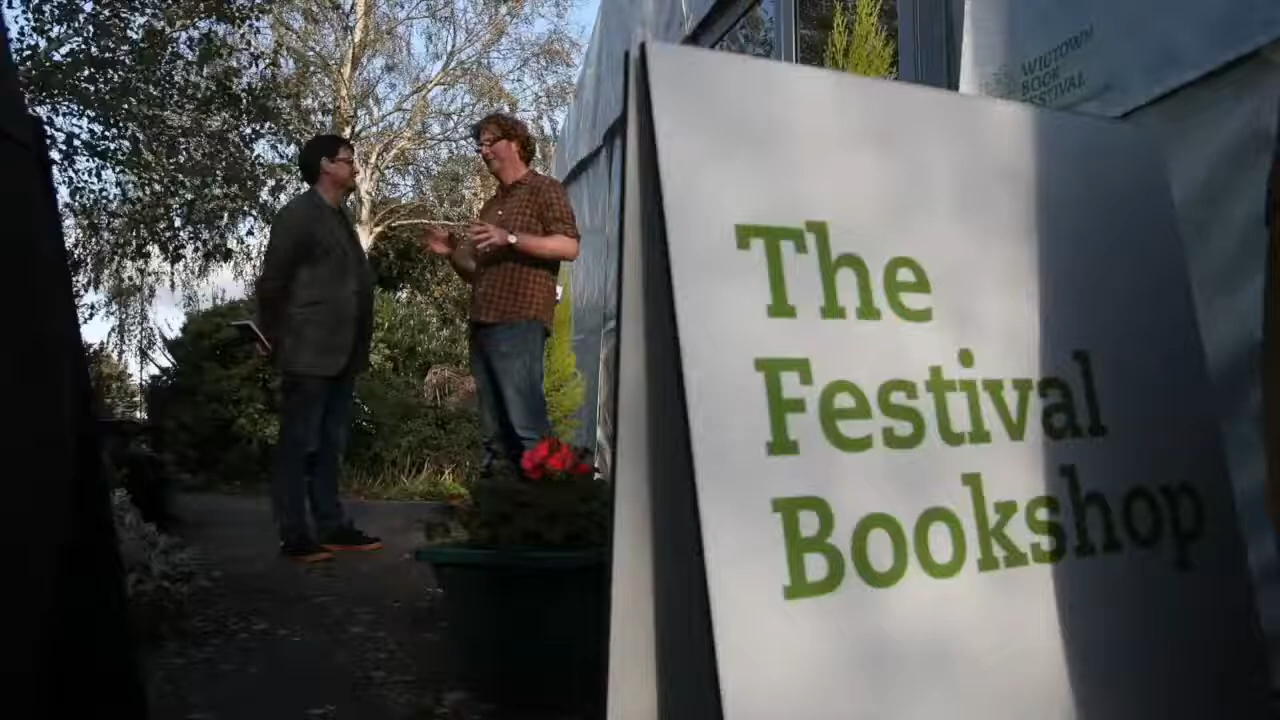 WIGTOWN
BOOK
FESTIVAL
The
Festival
Bookshop